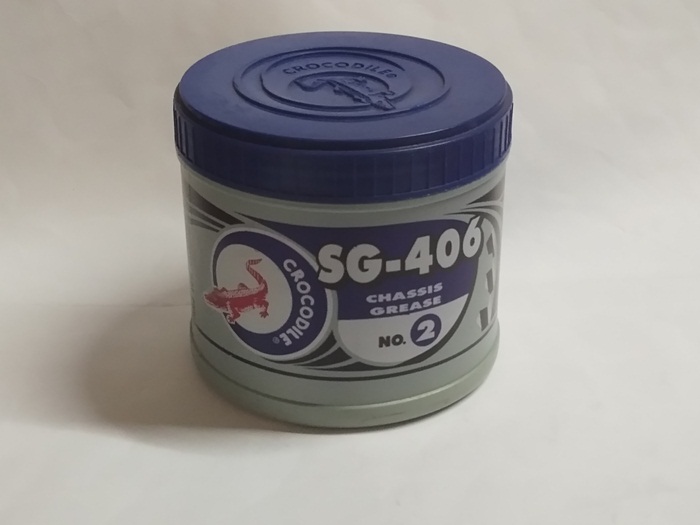 CROCODILE®
SG-406
CHASSIS
GREASE
NO. 2
CROCODILE®